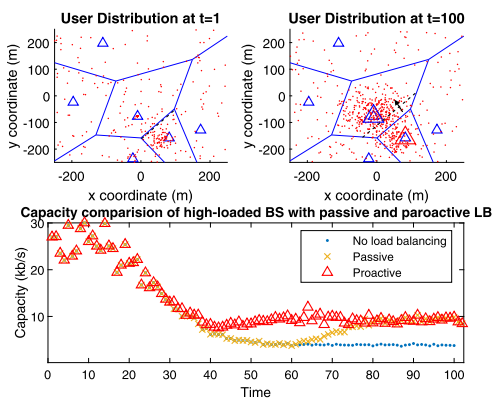 User Distribution at t=1
User Distribution at t=100
y coordinate (m)
200
100
0
-100
-200
-200
0
200
x coordinate (m)
y coordinate (m)
200
100
0
-100
-200
-200
0
200
x coordinate (m)
Capacity comparision of high-loaded BS with passive and paroactive LB
Capacity (kb/s)
30
20
10
No load balancing
Passive
Proactive
0
10
20
30
40
50
60
70
80
90
100
Time